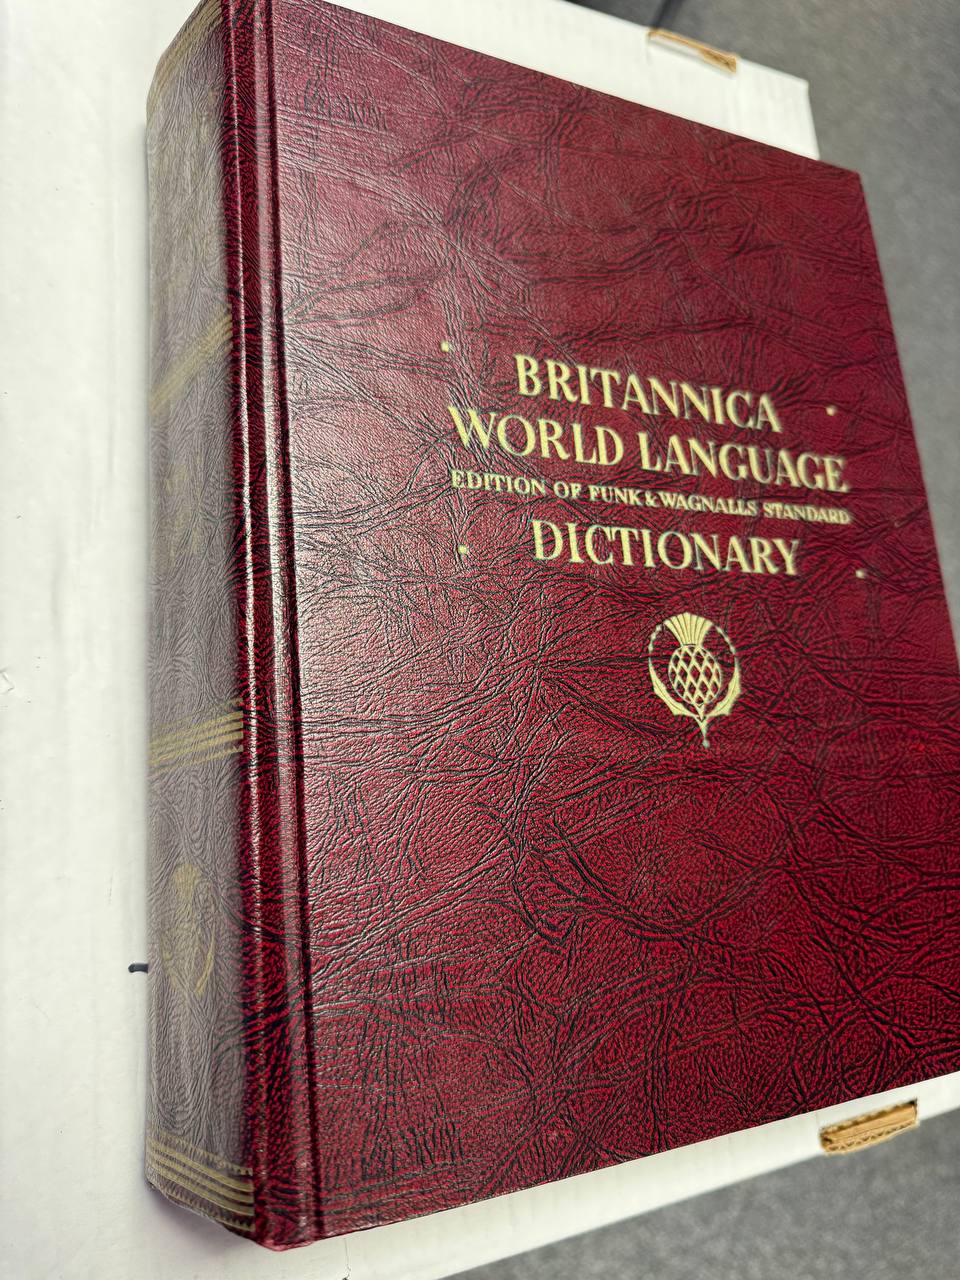 BRITANNICA
WORLD LANGUAGE
EDITION OF FUNK & WAGNALLS STANDARD
DICTIONARY